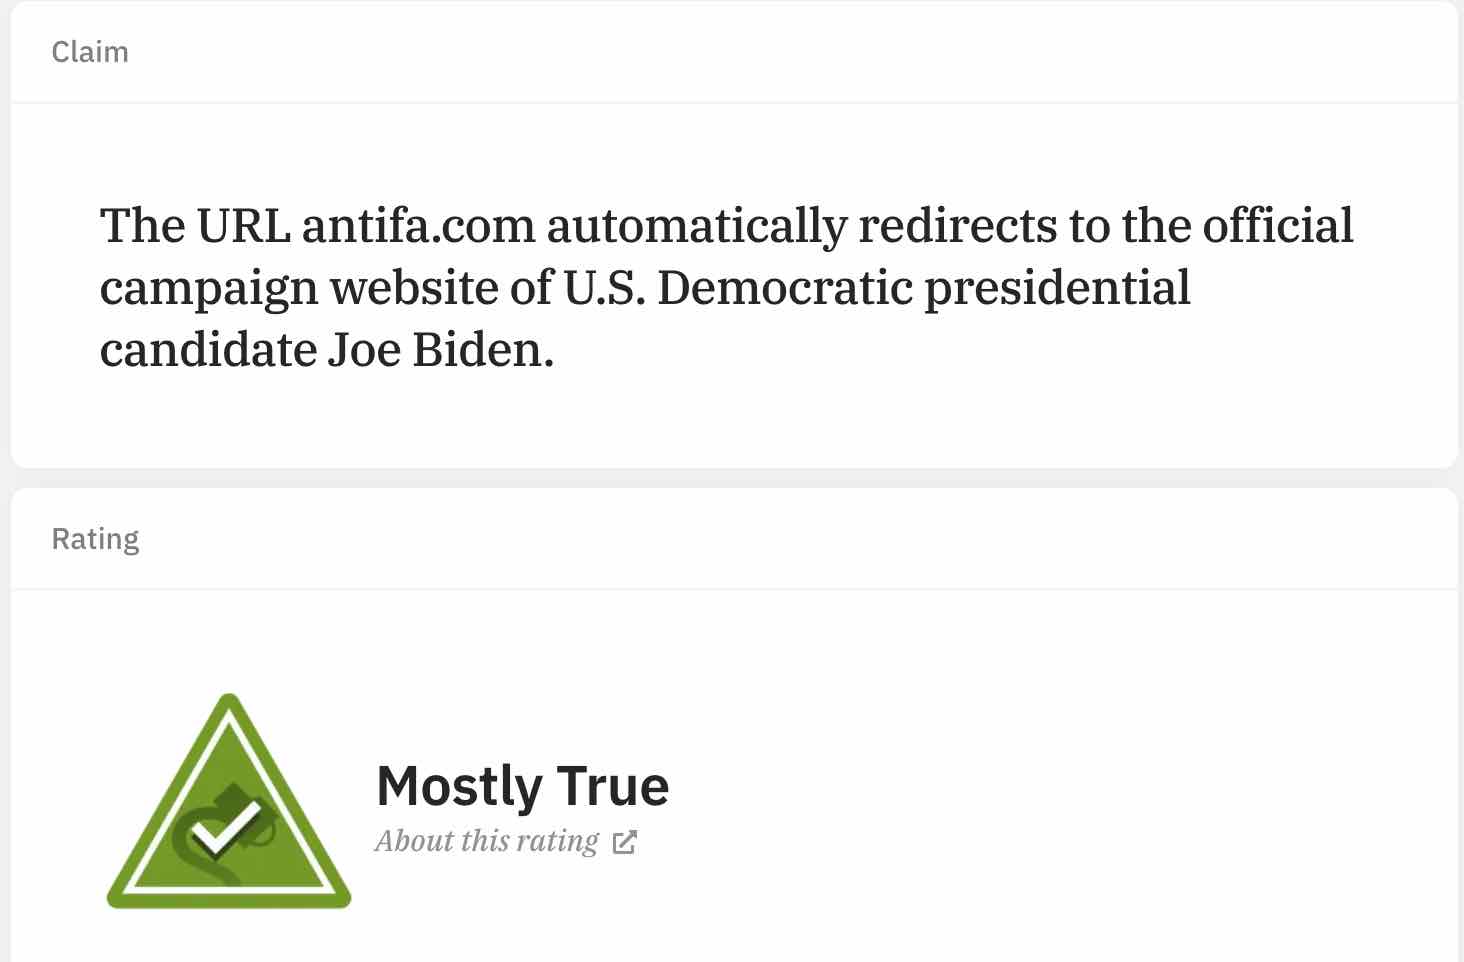 Claim
The URL antifa.com automatically redirects to the official
campaign website of U.S. Democratic presidential
candidate Joe Biden.
Rating
Mostly True
About this rating